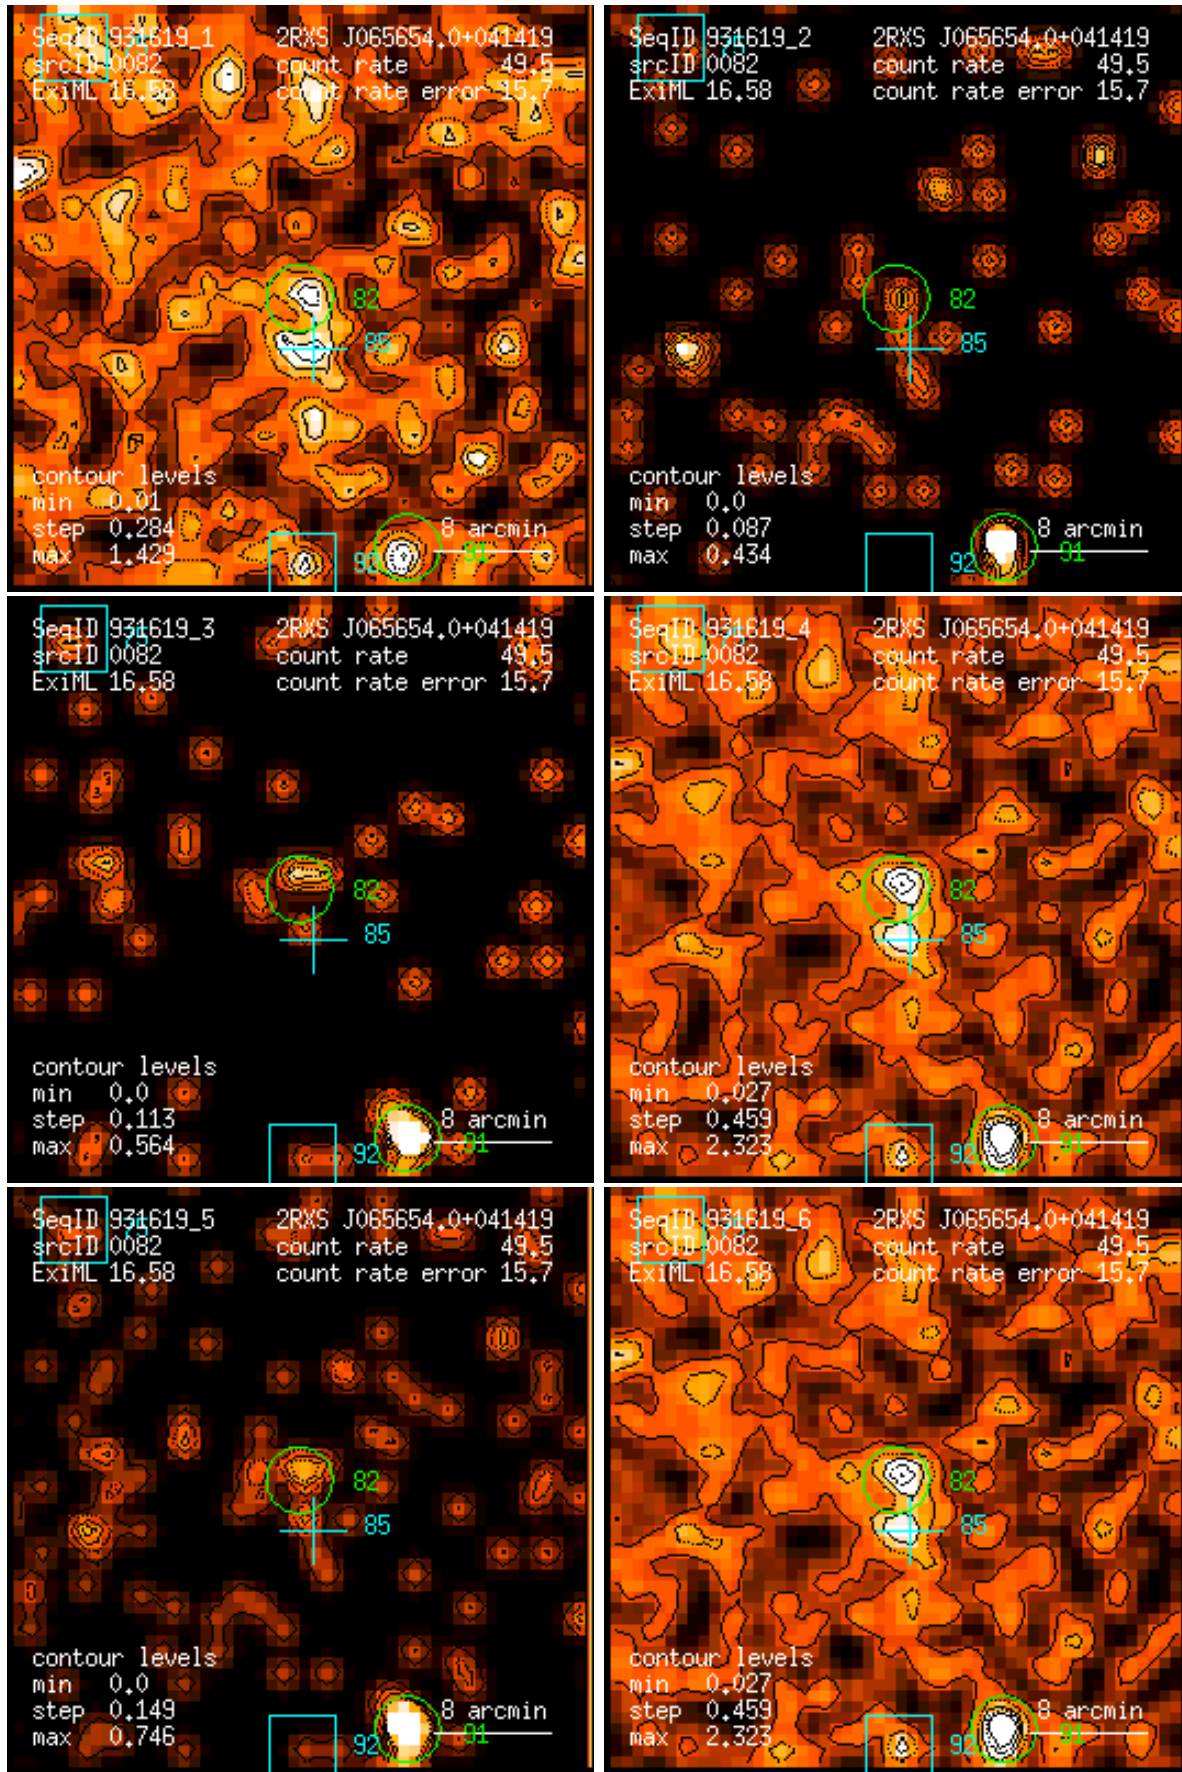 SeqID 931619_1 2RXS J065654.0+041419
srcID 0082 count rate 49.5
ExiML 16.58 count rate error 15.7
82
85
contour levels
min 0.01
step 0.284
max 1.429
8 arcmin
92 91
SeqID 931619_2 2RXS J065654.0+041419
srcID 0082 count rate 49.5
ExiML 16.58 count rate error 15.7
82
85
contour levels
min 0.0
step 0.087
max 0.434
8 arcmin
92 91
SeqID 931619_3 2RXS J065654.0+041419
srcID 0082 count rate 49.5
ExiML 16.58 count rate error 15.7
82
85
contour levels
min 0.0
step 0.113
max 0.564
8 arcmin
92 91
SeqID 931619_4 2RXS J065654.0+041419
srcID 0082 count rate 49.5
ExiML 16.58 count rate error 15.7
82
85
contour levels
min 0.027
step 0.459
max 2.323
8 arcmin
92 91
SeqID 931619_5 2RXS J065654.0+041419
srcID 0082 count rate 49.5
ExiML 16.58 count rate error 15.7
82
85
contour levels
min 0.0
step 0.149
max 0.746
8 arcmin
92 91
SeqID 931619_6 2RXS J065654.0+041419
srcID 0082 count rate 49.5
ExiML 16.58 count rate error 15.7
82
85
contour levels
min 0.027
step 0.459
max 2.323
8 arcmin
92 91